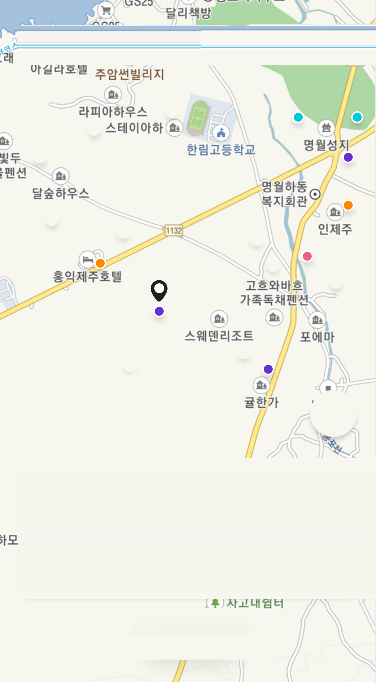 GS25
달리책방
GS25
아길라호텔
주암썬빌리지
라피아하우스
스테이아하
한림고등학교
명월성지
달숲하우스
명월하동
복지회관
인제주
1132
홍익제주호텔
고흐와바흐
가족독채펜션
스웨덴리조트
포에마
귤한가
하모
사고내쉼터